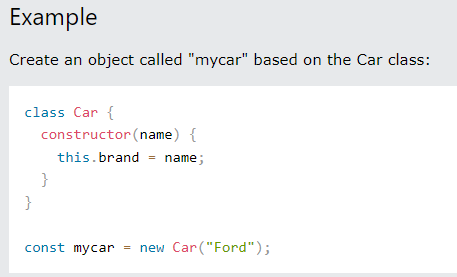 Example
Create an object called "mycar" based on the Car class:
class Car {
  constructor(name) {
    this.brand = name;
  }
}
const mycar = new Car("Ford");